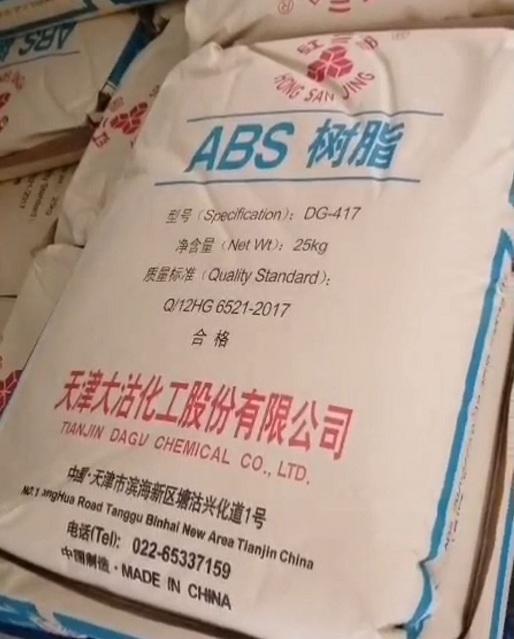 HONG SAN JING
ABS 树脂
型号（Specification）：DG-417
净含量（Net Wt）：25kg
质量标准（Quality Standard）：
Q/12HG 6521-2017
合格
天津大沽化工股份有限公司
TIANJIN DAGU CHEMICAL CO., LTD.
中国·天津市滨海新区塘沽兴化道1号
NO.1 Road Tanggu Binhai New Area Tianjin China
电话(Tel): 022-65337159
中国制造·MADE IN CHINA
ABS